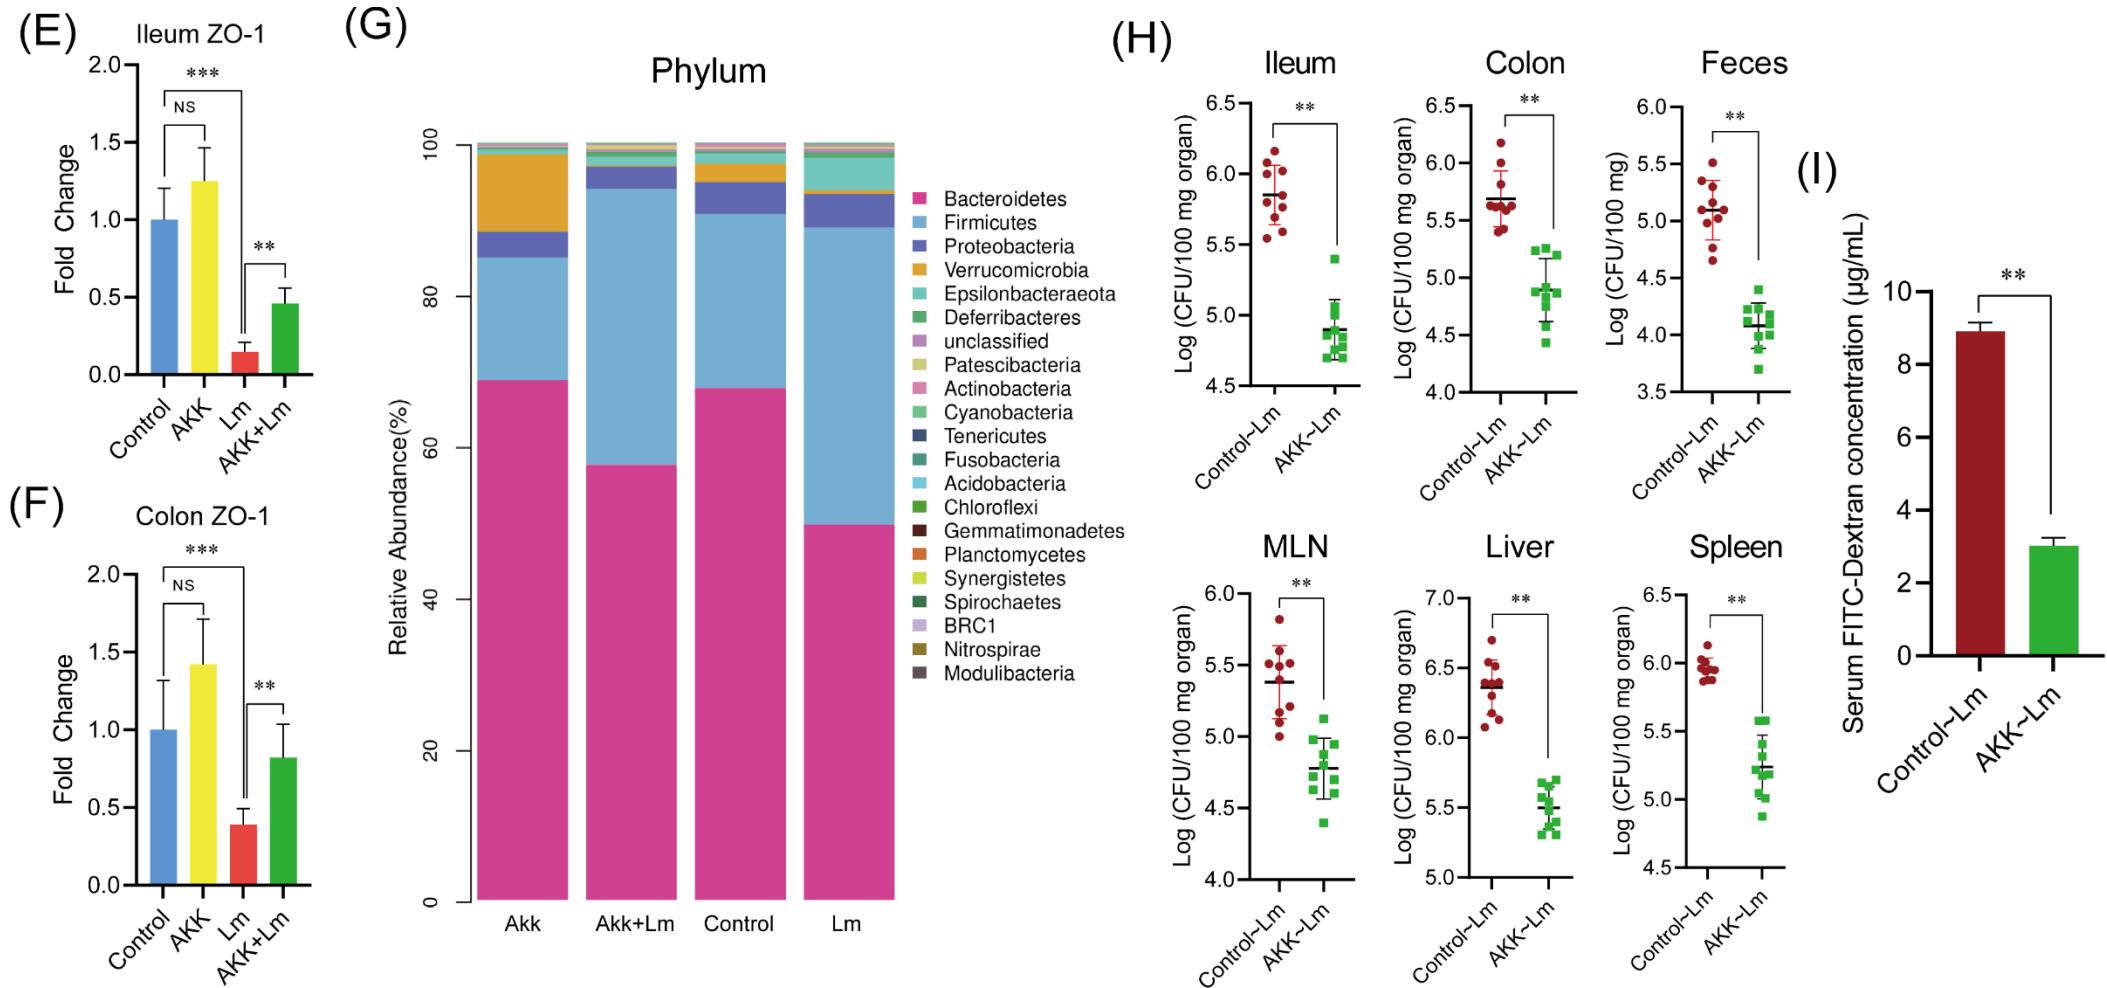 (E)
Ileum ZO-1
Fold Change
2.0
1.5
1.0
0.5
0.0
***
NS
**
Control
AKK
Lm
AKK+Lm
(F)
Colon ZO-1
Fold Change
2.0
1.5
1.0
0.5
0.0
***
NS
**
Control
AKK
Lm
AKK+Lm
(G)
Phylum
Relative Abundance(%)
100
80
60
40
20
0
Akk
Akk+Lm
Control
Lm
Bacteroidetes
Firmicutes
Proteobacteria
Verrucomicrobia
Epsilonbacteraeota
Deferribacteres
unclassified
Patescibacteria
Actinobacteria
Cyanobacteria
Tenericutes
Fusobacteria
Acidobacteria
Chloroflexi
Gemmatimonadetes
Planctomycetes
Synergistetes
Spirochaetes
BRC1
Nitrospirae
Modulibacteria
(H)
Ileum
Log (CFU/100 mg organ)
6.5
6.0
5.5
5.0
4.5
**
Control~Lm
AKK~Lm
Colon
Log (CFU/100 mg organ)
6.5
6.0
5.5
5.0
4.5
4.0
**
Control~Lm
AKK~Lm
Feces
Log (CFU/100 mg)
6.0
5.5
5.0
4.5
4.0
3.5
**
Control~Lm
AKK~Lm
MLN
Log (CFU/100 mg organ)
6.0
5.5
5.0
4.5
4.0
**
Control~Lm
AKK~Lm
Liver
Log (CFU/100 mg organ)
7.0
6.5
6.0
5.5
5.0
**
Control~Lm
AKK~Lm
Spleen
Log (CFU/100 mg organ)
6.5
6.0
5.5
5.0
4.5
**
Control~Lm
AKK~Lm
(I)
Serum FITC-Dextran concentration (μg/mL)
10
8
6
4
2
0
**
Control~Lm
AKK~Lm